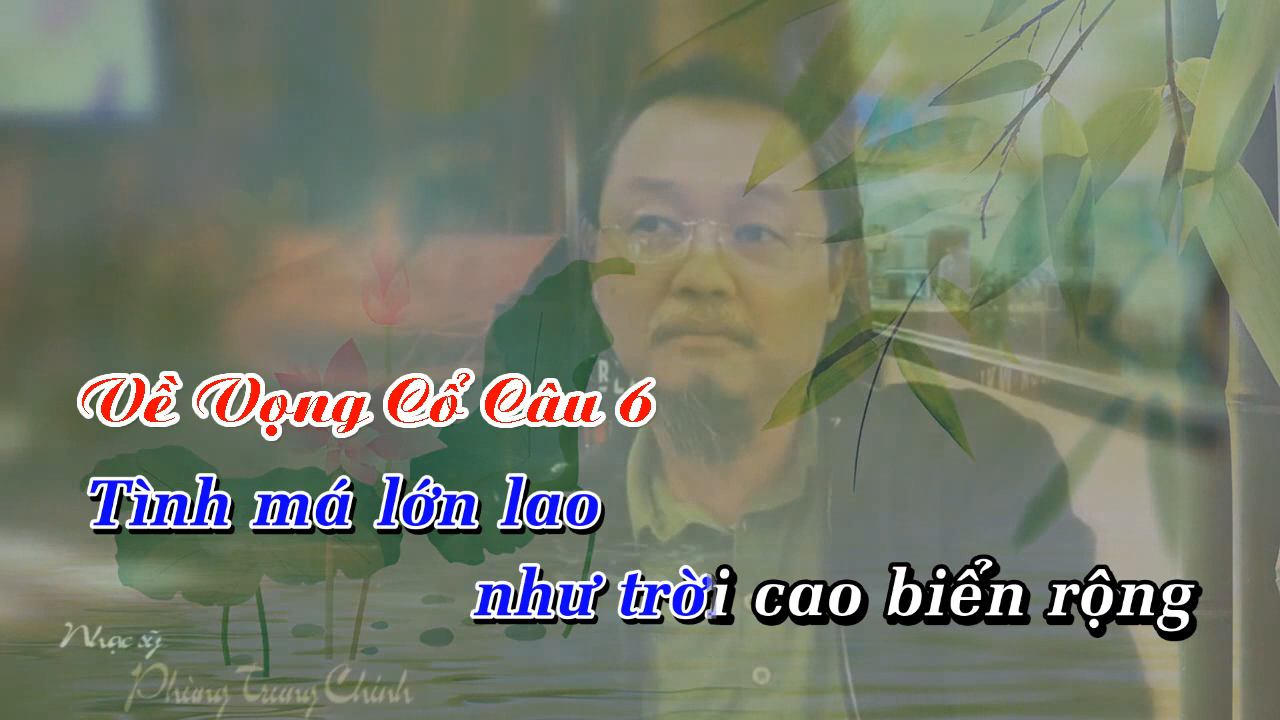 Về Vọng Cổ Câu 6
Tình má lớn lao
như trời cao biển rộng
Nhạc sỹ
Phùng Trung Chính